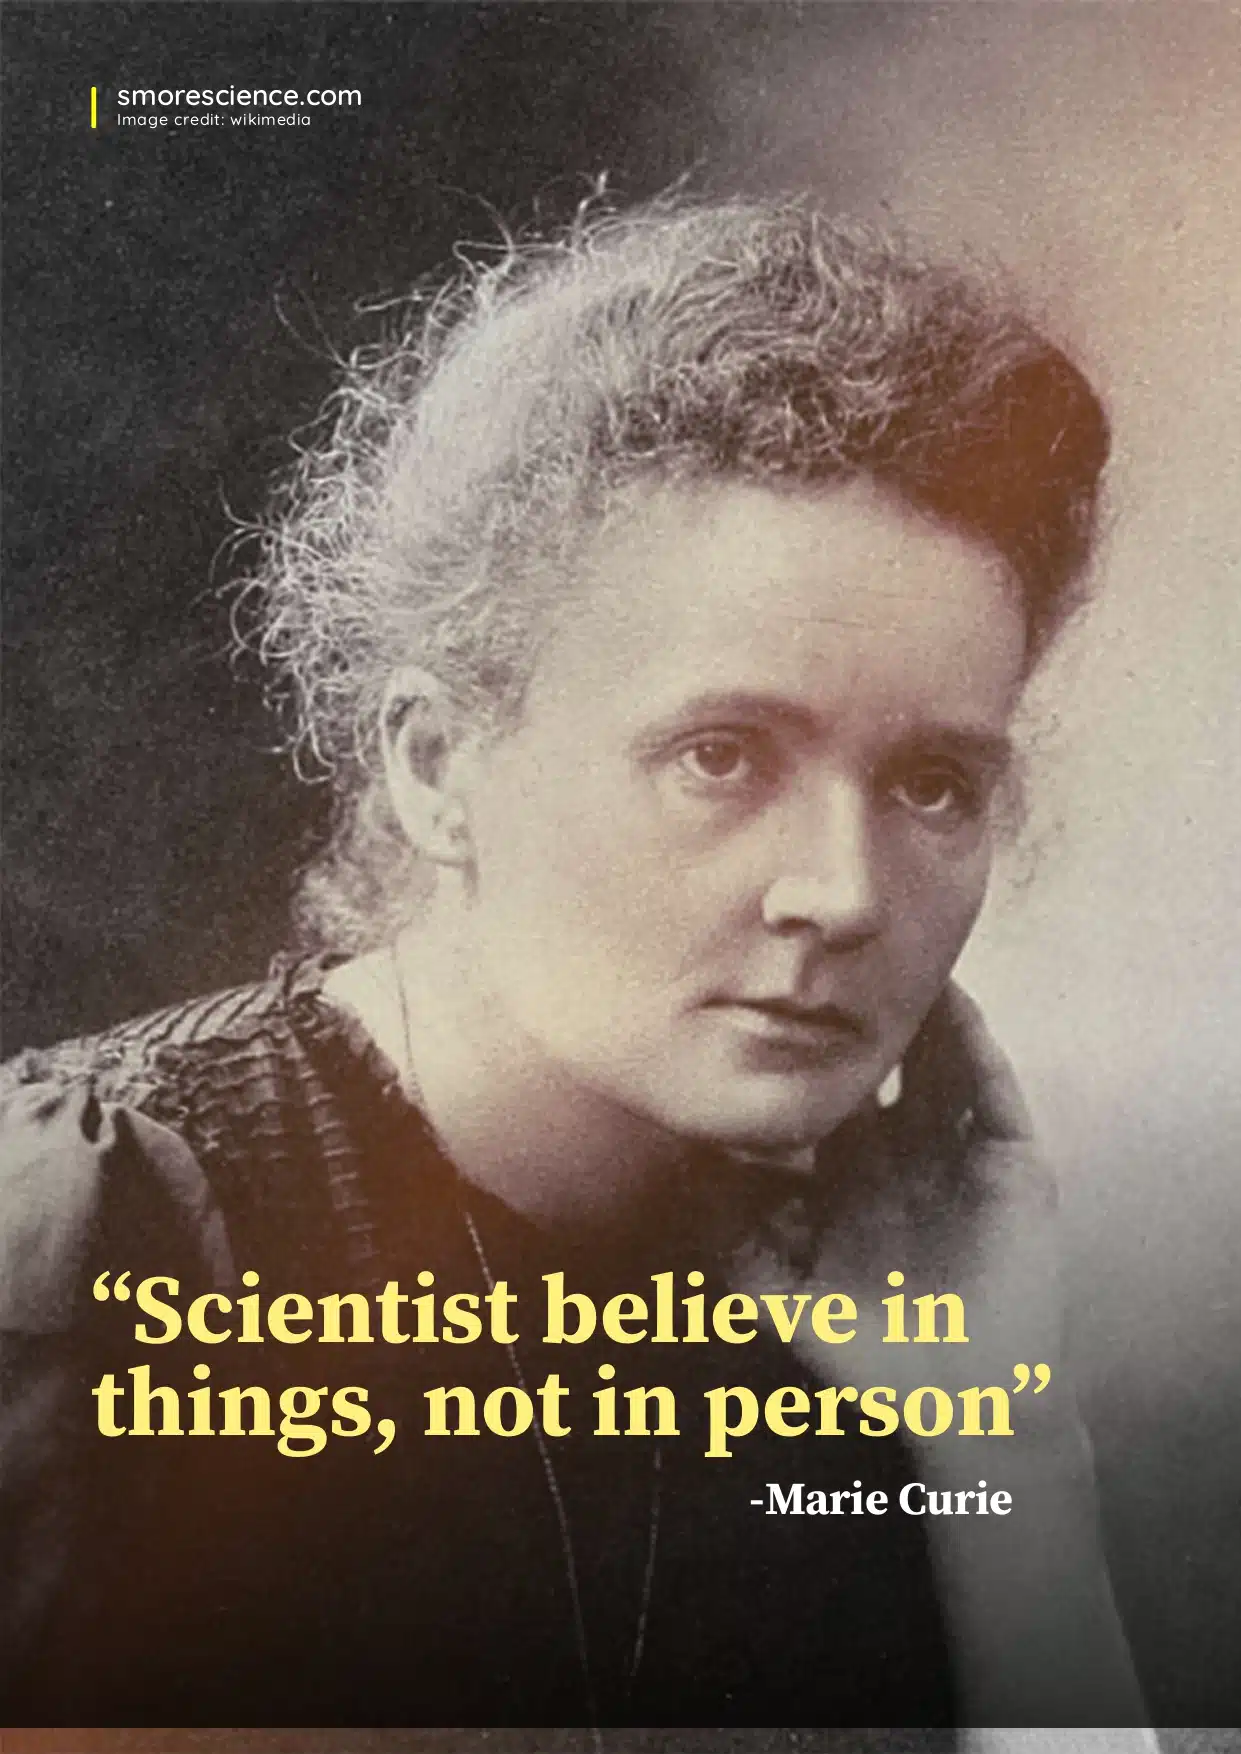 smorescience.com
Image credit: wikimedia
“Scientist believe in
things, not in person”
-Marie Curie